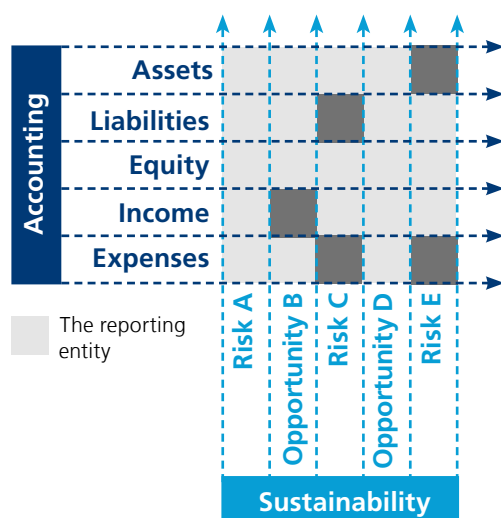 Accounting
Assets
Liabilities
Equity
Income
Expenses
The reporting
entity
Risk A
Opportunity B
Risk C
Opportunity D
Risk E
Sustainability